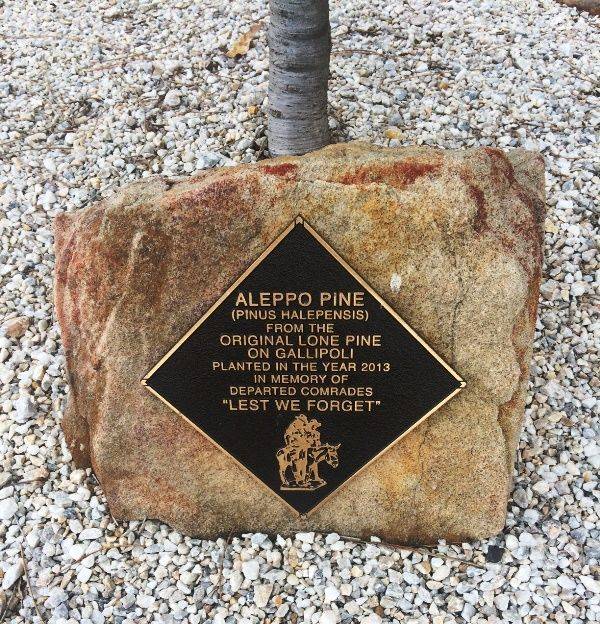 ALEPPO PINE
(PINUS HALEPENSIS)
FROM THE
ORIGINAL LONE PINE
ON GALLIPOLI
PLANTED IN THE YEAR 2013
IN MEMORY OF
DEPARTED COMRADES
"LEST WE FORGET"